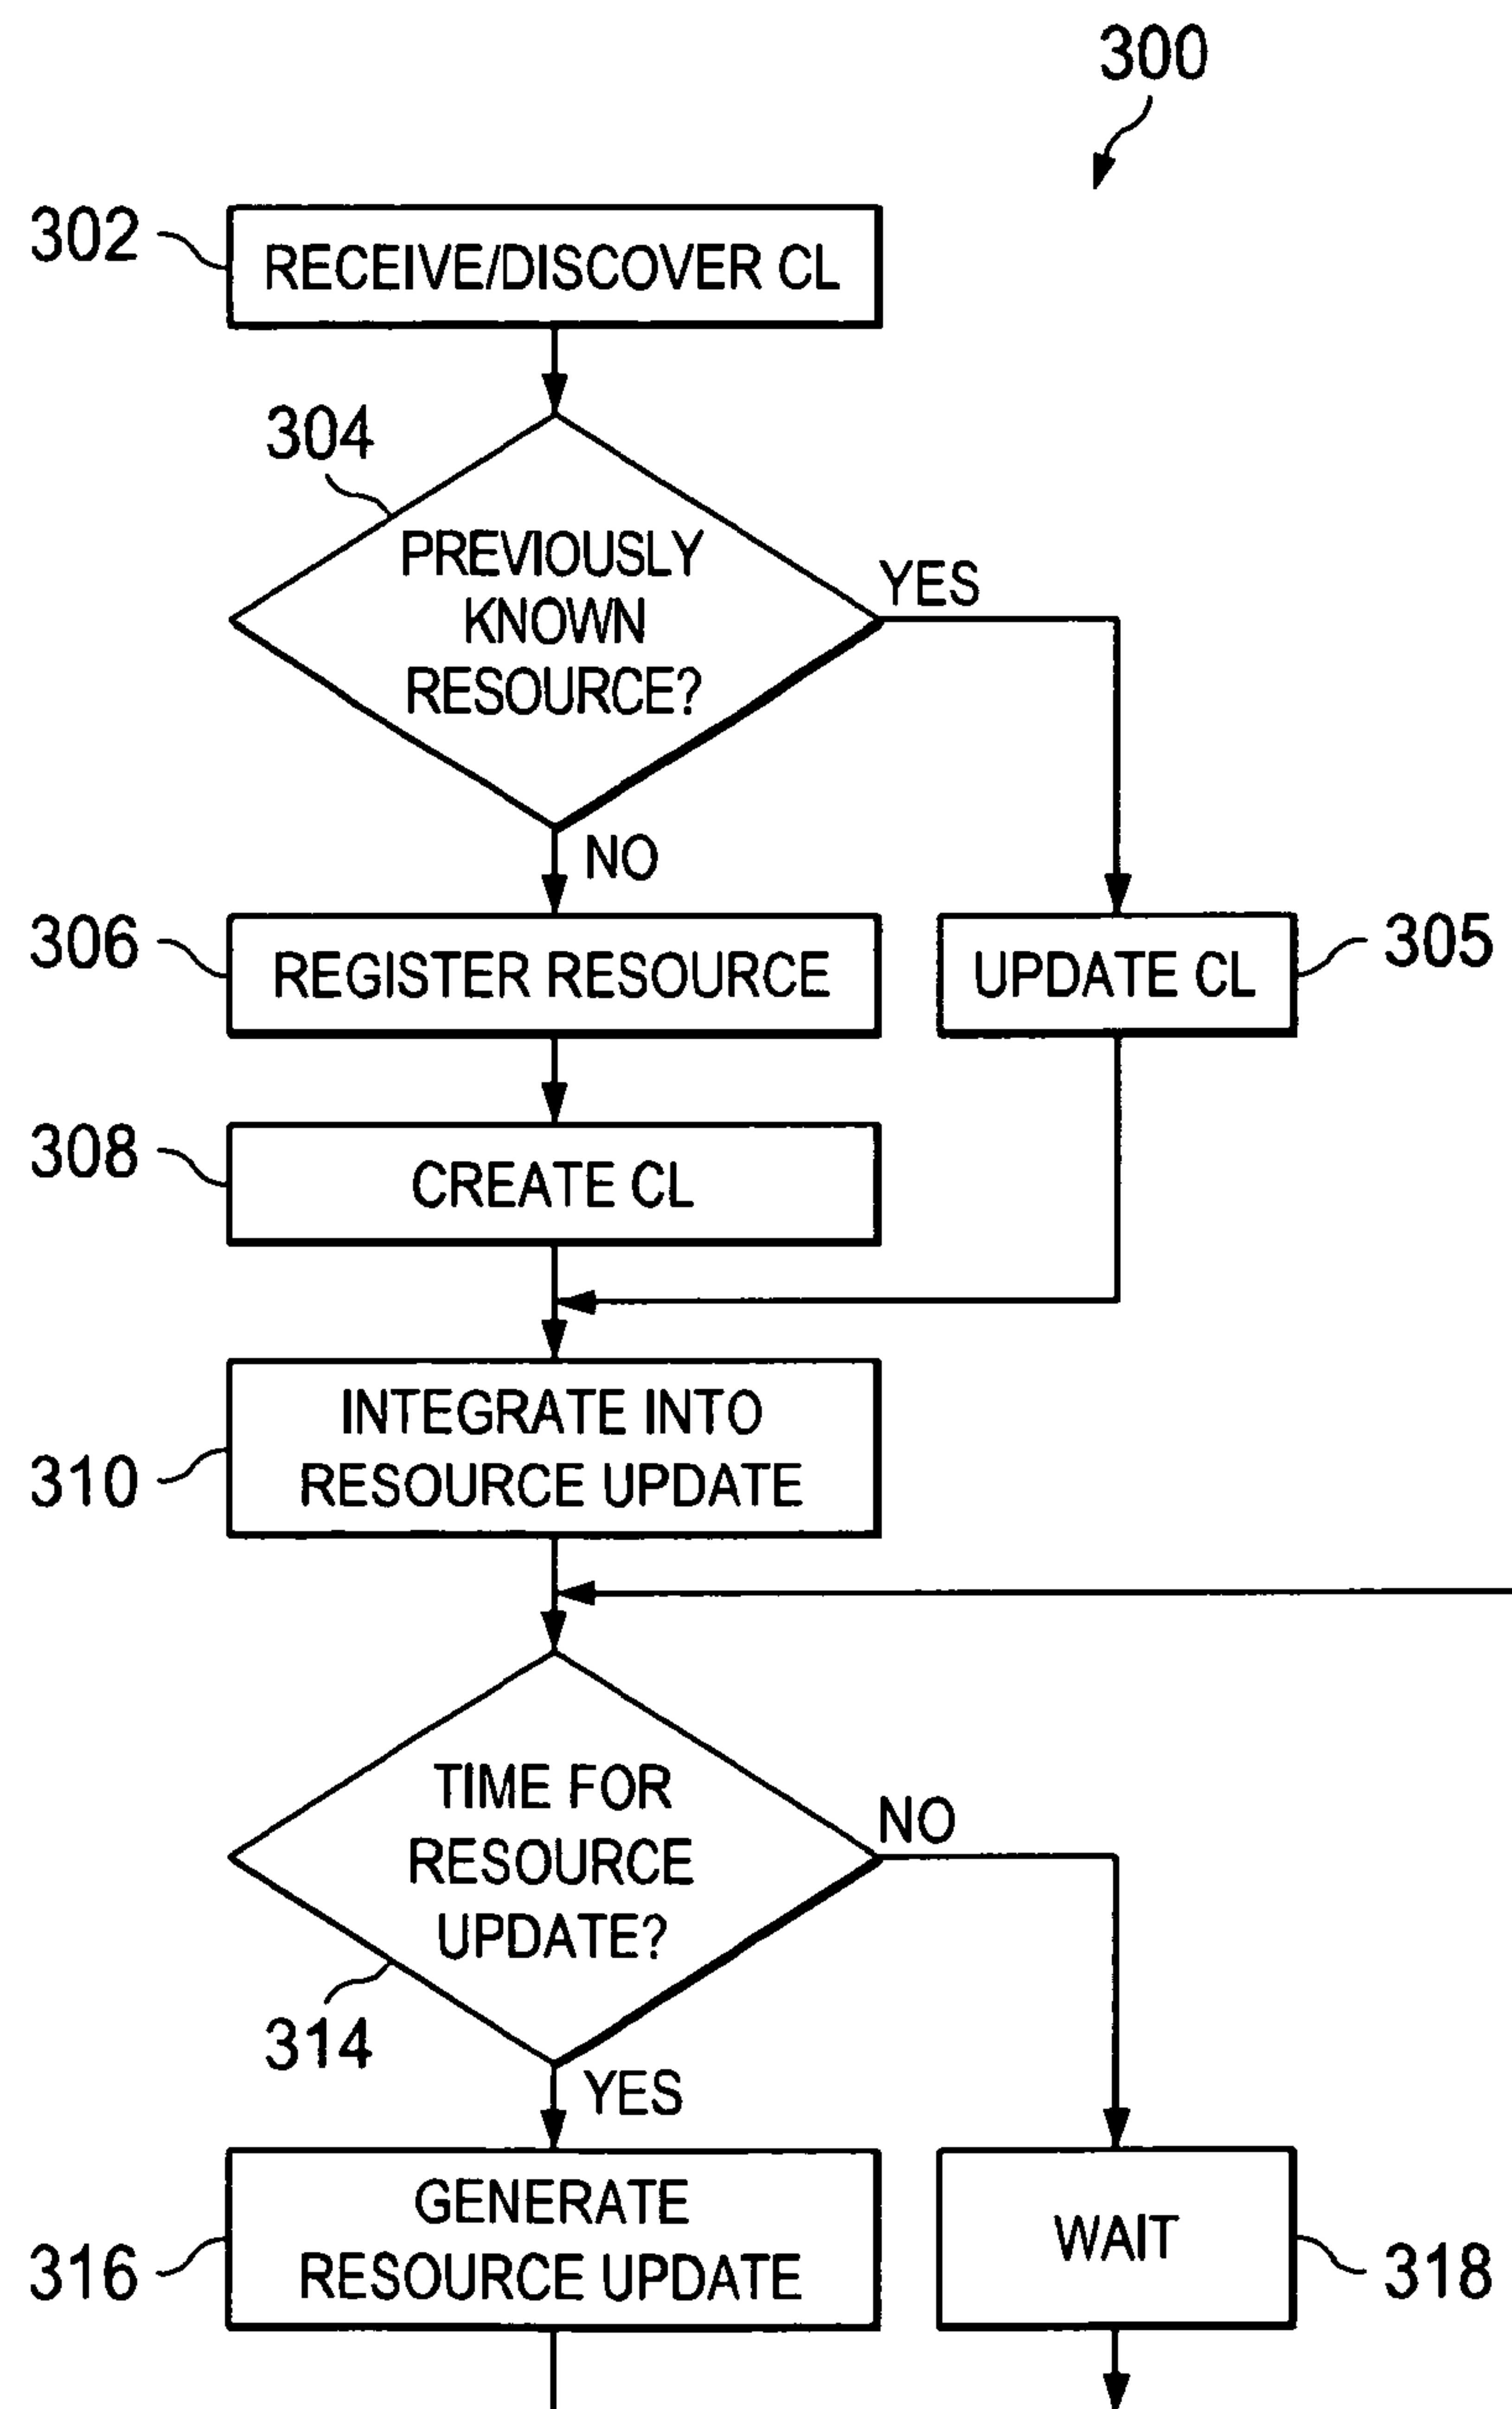 300
302
RECEIVE/DISCOVER CL
304
PREVIOUSLY
KNOWN
RESOURCE?
YES
NO
306
REGISTER RESOURCE
UPDATE CL
305
308
CREATE CL
310
INTEGRATE INTO
RESOURCE UPDATE
TIME FOR
RESOURCE
UPDATE?
NO
314
YES
316
GENERATE
RESOURCE UPDATE
WAIT
318